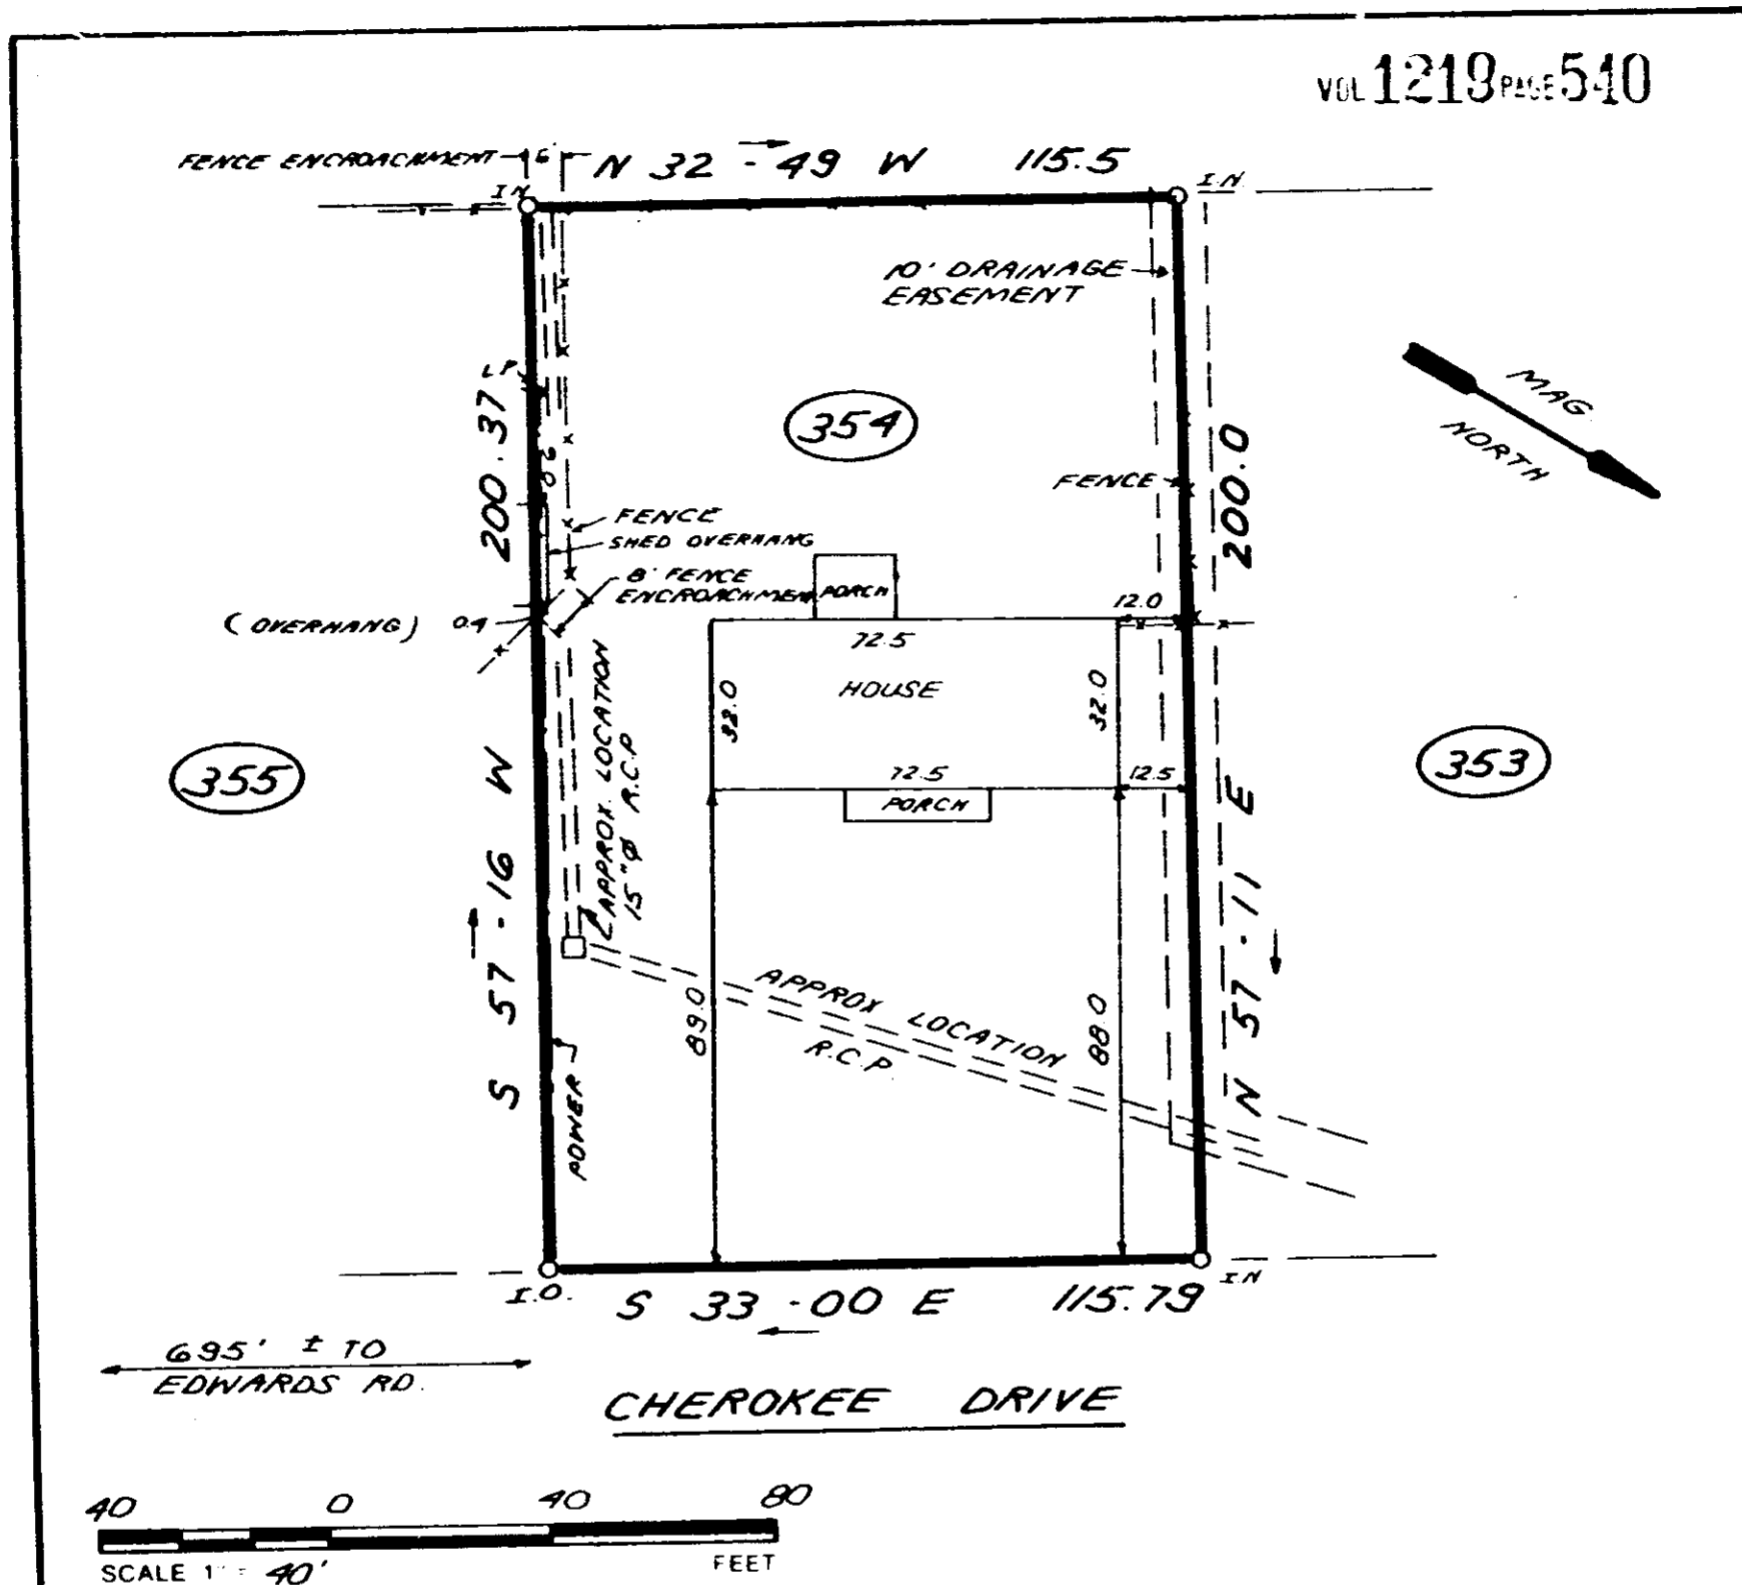 VOL 1219 PAGE 540
FENCE ENCROACHMENT 6' N 32 - 49 W 115.5
I.N
I.N.
10' DRAINAGE
EASEMENT
MAG
NORTH
L.P.
354
200.37
2.0
FENCE
200.0
FENCE
SHED OVERHANG
8' FENCE
ENCROACHMENT
PORCH
12.0
(OVERHANG) 0.4
72.5
HOUSE
32.0
32.0
APPROX. LOCATION
15"Ø R.C.P.
355
353
72.5
12.5
PORCH
S 57 - 16 W
N 57 - 11 E
89.0
88.0
APPROX LOCATION
R.C.P.
POWER
I.O.
I.N
S 33 - 00 E 115.79
695' ± TO
EDWARDS RD.
CHEROKEE DRIVE
40 0 40 80
SCALE 1" = 40' FEET